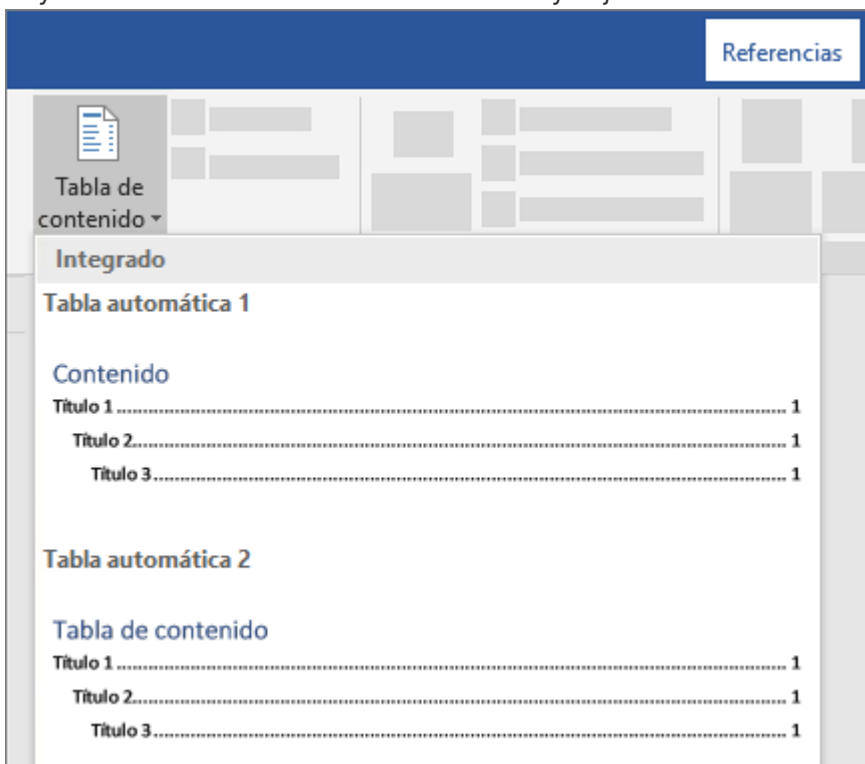 Referencias
Tabla de
contenido
Integrado
Tabla automática 1
Contenido
Título 1 ........................................................ 1
Título 2........................................................ 1
Título 3........................................................ 1
Tabla automática 2
Tabla de contenido
Título 1 ........................................................ 1
Título 2........................................................ 1
Título 3........................................................ 1